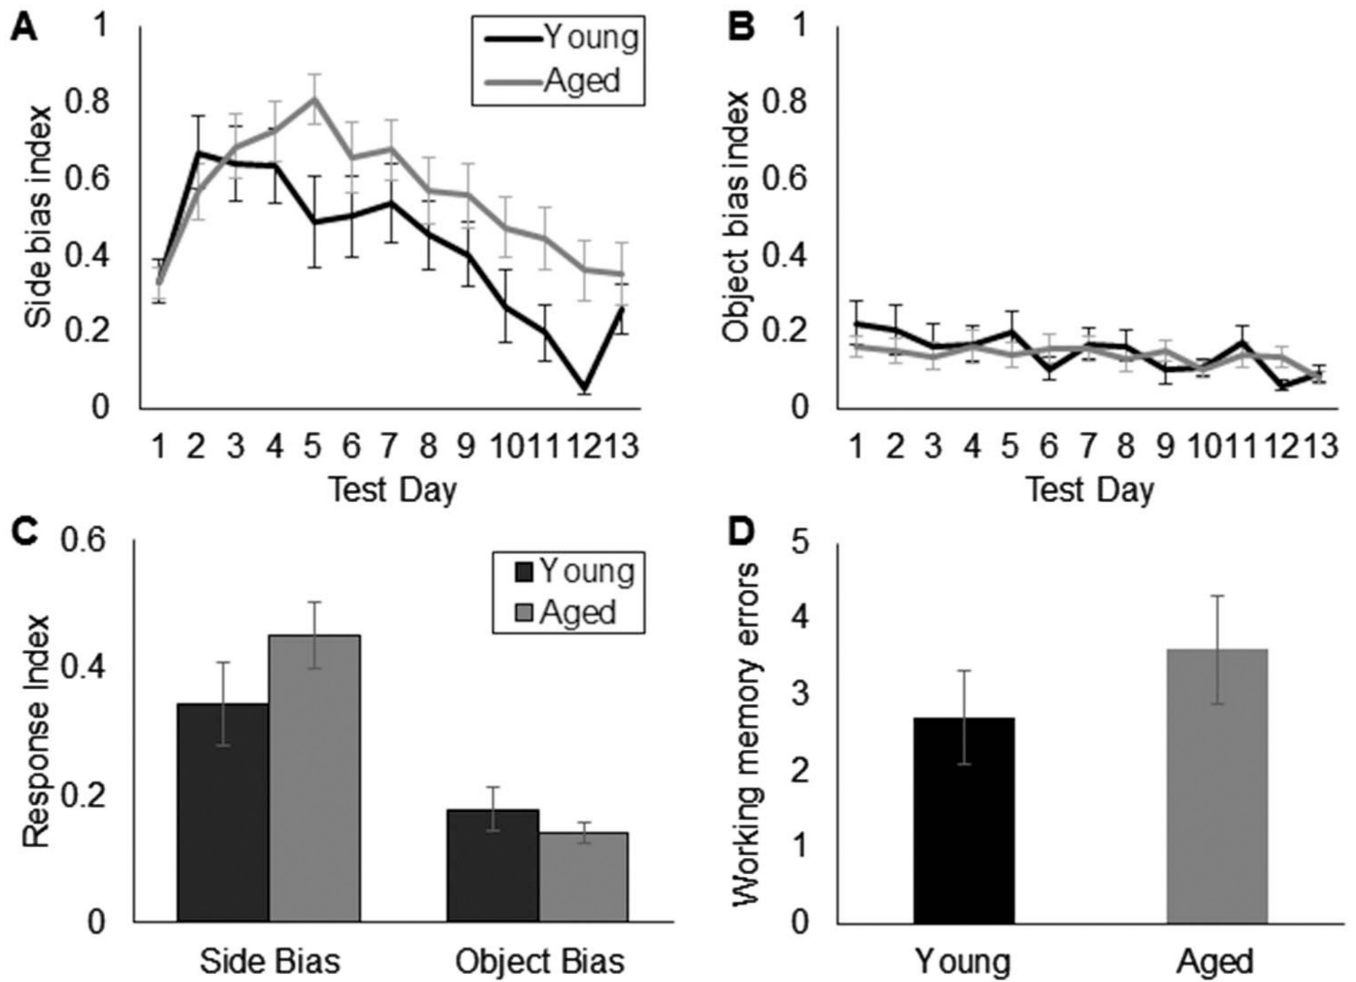 A
Side bias index
1
0.8
0.6
0.4
0.2
0
Young
Aged
1 2 3 4 5 6 7 8 9 10 11 12 13
Test Day
B
Object bias index
1
0.8
0.6
0.4
0.2
0
1 2 3 4 5 6 7 8 9 10 11 12 13
Test Day
C
Response Index
0.6
0.4
0.2
0
Young
Aged
Side Bias Object Bias
D
Working memory errors
5
4
3
2
1
0
Young Aged